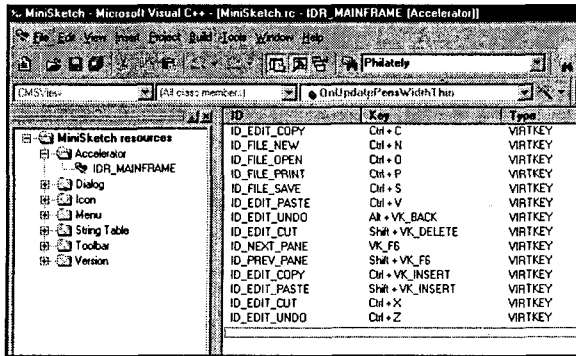 MiniSketch - Microsoft Visual C++ - [MiniSketch.rc - IDR_MAINFRAME (Accelerator)]
File Edit View Insert Project Build Tools Window Help
Philately
CMSView
(All class members)
OnUpdatePensWidthThin
MiniSketch resources
Accelerator
IDR_MAINFRAME
Dialog
Icon
Menu
String Table
Toolbar
Version
ID Key Type
ID_EDIT_COPY Ctrl + C VIRTKEY
ID_FILE_NEW Ctrl + N VIRTKEY
ID_FILE_OPEN Ctrl + O VIRTKEY
ID_FILE_PRINT Ctrl + P VIRTKEY
ID_FILE_SAVE Ctrl + S VIRTKEY
ID_EDIT_PASTE Ctrl + V VIRTKEY
ID_EDIT_UNDO Alt + VK_BACK VIRTKEY
ID_EDIT_CUT Shift + VK_DELETE VIRTKEY
ID_NEXT_PANE VK_F6 VIRTKEY
ID_PREV_PANE Shift + VK_F6 VIRTKEY
ID_EDIT_COPY Ctrl + VK_INSERT VIRTKEY
ID_EDIT_PASTE Shift + VK_INSERT VIRTKEY
ID_EDIT_CUT Ctrl + X VIRTKEY
ID_EDIT_UNDO Ctrl + Z VIRTKEY